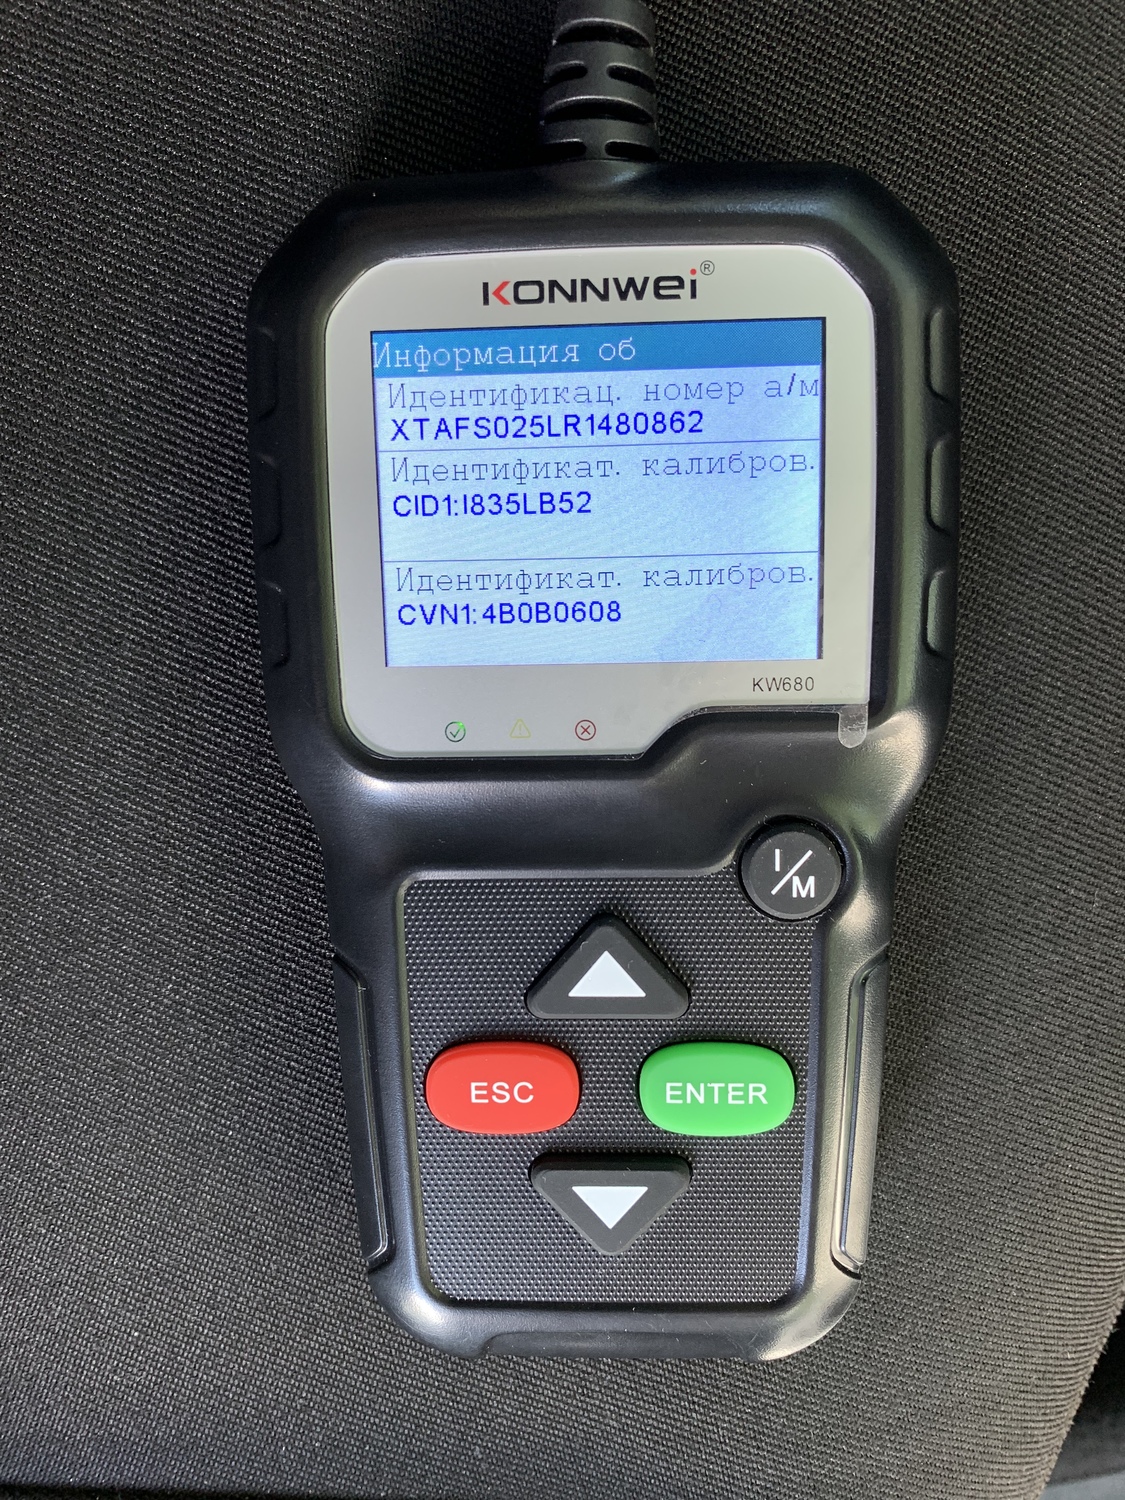 KONNWEI®
Информация об
Идентификац. номер а/м
XTAFS025LR1480862
Идентификат. калибров.
CID1:I835LB52
Идентификат. калибров.
CVN1:4B0B0608
KW680
I/M
ESC
ENTER